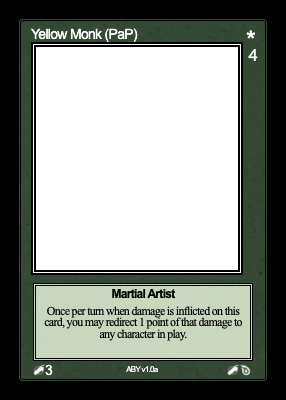 Yellow Monk (PaP) *
4
Martial Artist
Once per turn when damage is inflicted on this
card, you may redirect 1 point of that damage to
any character in play.
3 ABY v1.0a